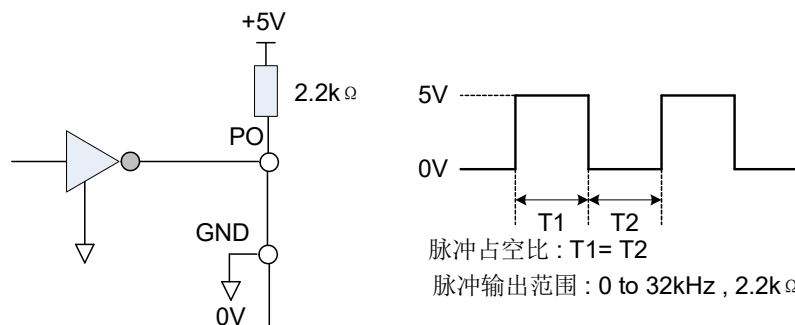 +5V
2.2kΩ
PO
GND
0V
5V
0V
T1
T2
脉冲占空比 : T1= T2
脉冲输出范围 : 0 to 32kHz , 2.2kΩ